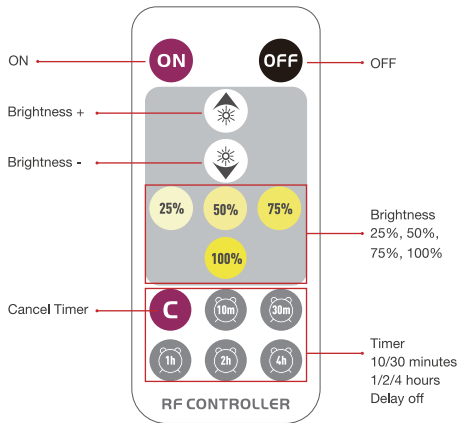 ON
ON
OFF
OFF
Brightness +
Brightness -
25%
50%
75%
100%
Brightness
25%, 50%,
75%, 100%
Cancel Timer
C
10m
30m
1h
2h
4h
Timer
10/30 minutes
1/2/4 hours
Delay off
RF CONTROLLER